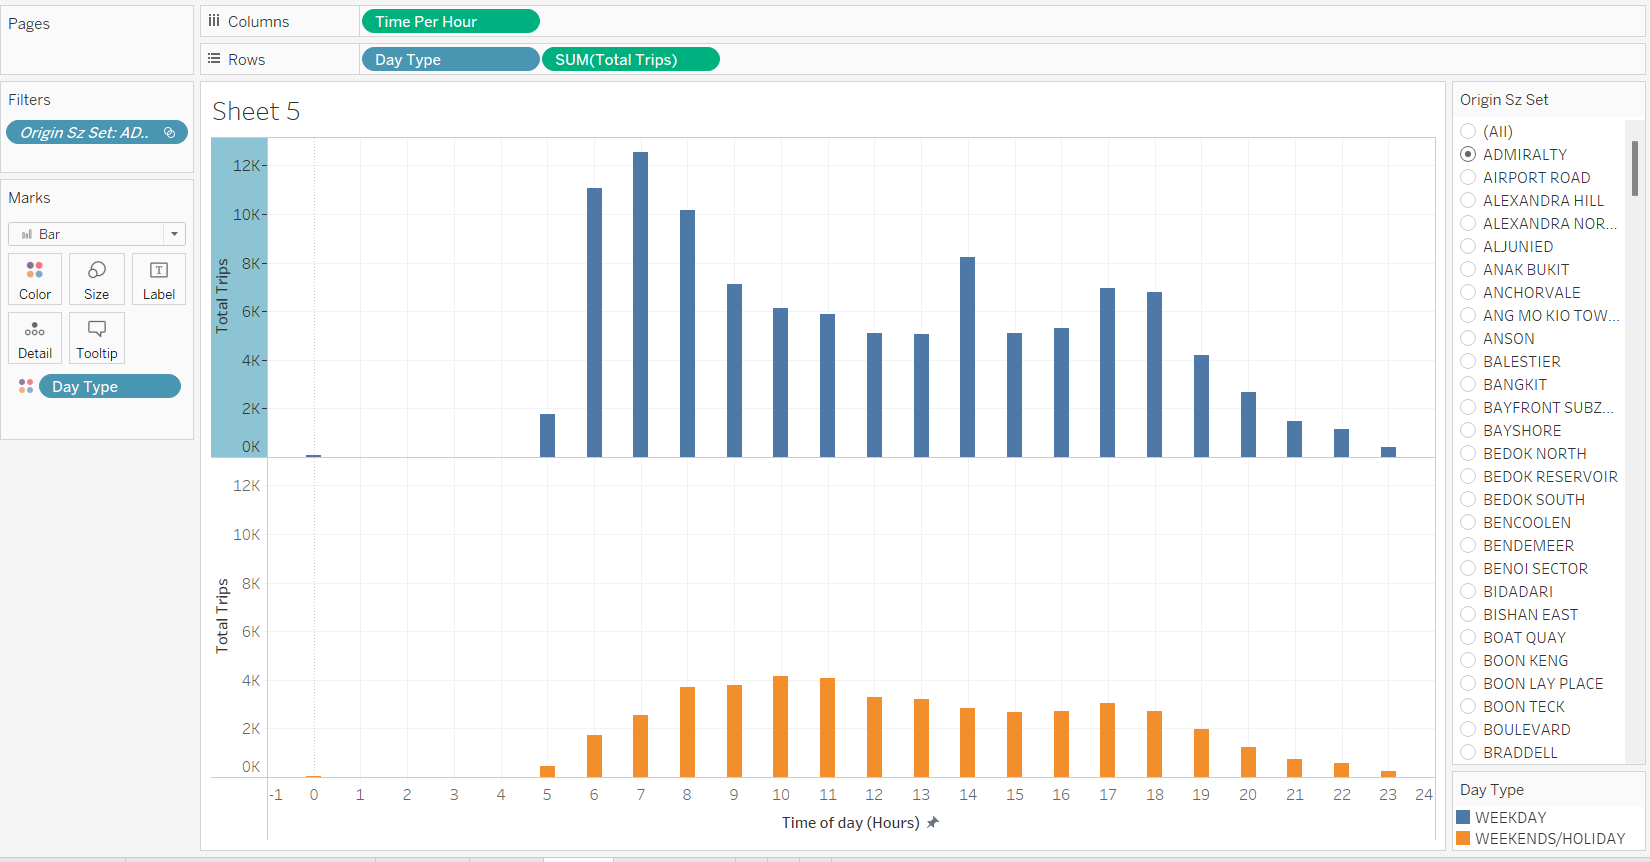 Pages
Columns
Time Per Hour
Rows
Day Type
SUM(Total Trips)
Filters
Origin Sz Set: AD..
Marks
Bar
Color
Size
Label
Detail
Tooltip
Day Type
Sheet 5
Total Trips
12K
10K
8K
6K
4K
2K
0K
Total Trips
12K
10K
8K
6K
4K
2K
0K
-1 0 1 2 3 4 5 6 7 8 9 10 11 12 13 14 15 16 17 18 19 20 21 22 23 24
Time of day (Hours)
Origin Sz Set
(All)
ADMIRALTY
AIRPORT ROAD
ALEXANDRA HILL
ALEXANDRA NOR...
ALJUNIED
ANAK BUKIT
ANCHORVALE
ANG MO KIO TOW...
ANSON
BALESTIER
BANGKIT
BAYFRONT SUBZ...
BAYSHORE
BEDOK NORTH
BEDOK RESERVOIR
BEDOK SOUTH
BENCOOLEN
BENDEMEER
BENOI SECTOR
BIDADARI
BISHAN EAST
BOAT QUAY
BOON KENG
BOON LAY PLACE
BOON TECK
BOULEVARD
BRADDELL
Day Type
WEEKDAY
WEEKENDS/HOLIDAY